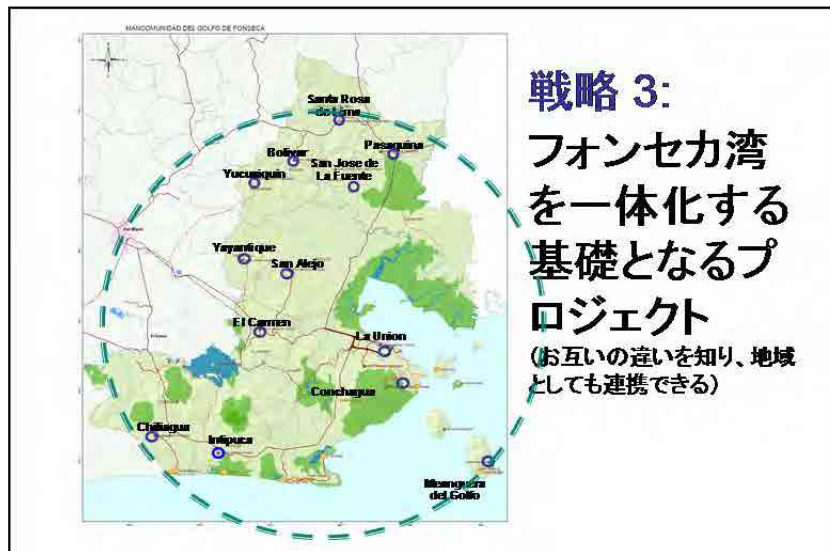 MANCOMUNIDAD DEL GOLFO DE FONSECA
戦略 3:
フォンセカ湾
を一体化する
基礎となるプ
ロジェクト
(お互いの違いを知り、地域
としても連携できる)
Santa Rosa
de Lima
Pasaquina
Bolivar
San Jose de
La Fuente
Yucuaiquin
Yayantique
San Alejo
El Carmen
La Union
Conchagua
Chiliagua
Intipuca
Meanguera
del Golfo